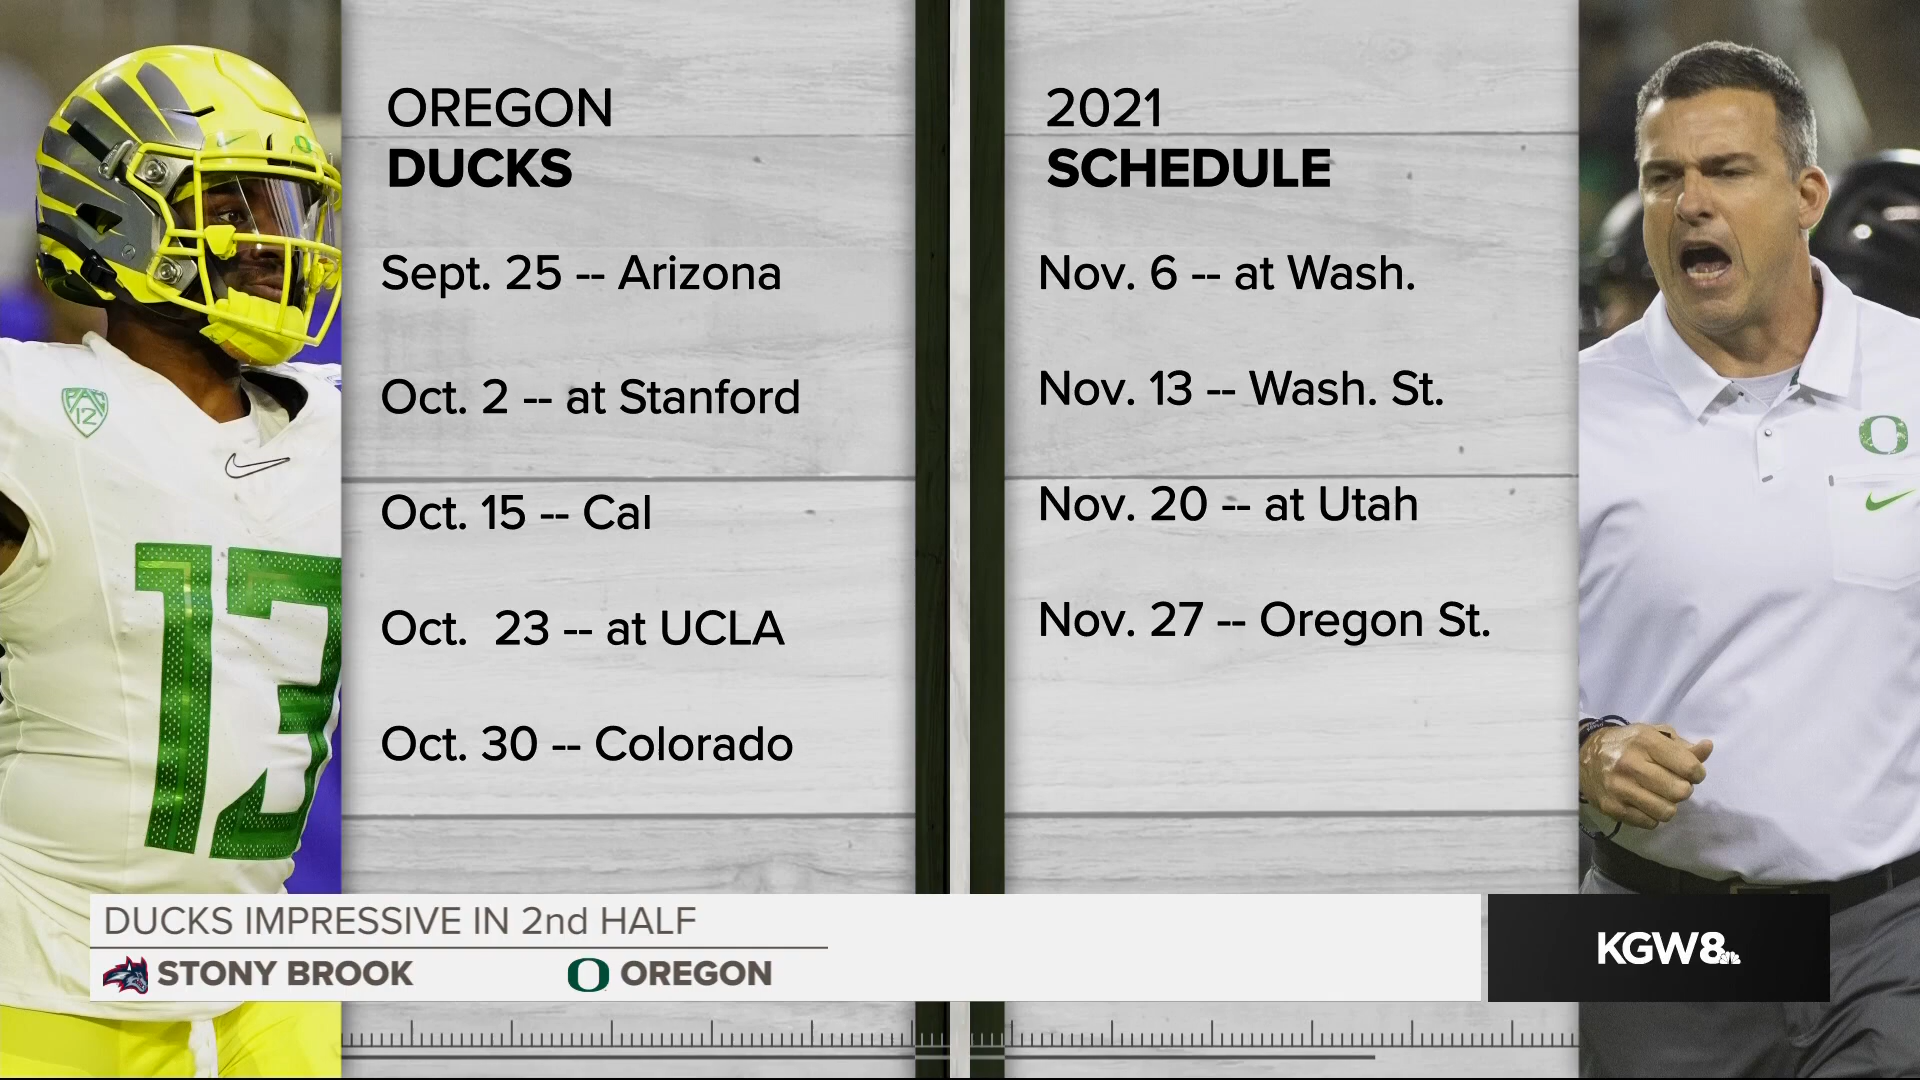 OREGON
DUCKS
Sept. 25 -- Arizona
Oct. 2 -- at Stanford
Oct. 15 -- Cal
Oct.  23 -- at UCLA
Oct. 30 -- Colorado
2021
SCHEDULE
Nov. 6 -- at Wash.
Nov. 13 -- Wash. St.
Nov. 20 -- at Utah
Nov. 27 -- Oregon St.
PAC
12
13
O
DUCKS IMPRESSIVE IN 2nd HALF
STONY BROOK
O OREGON
KGW8